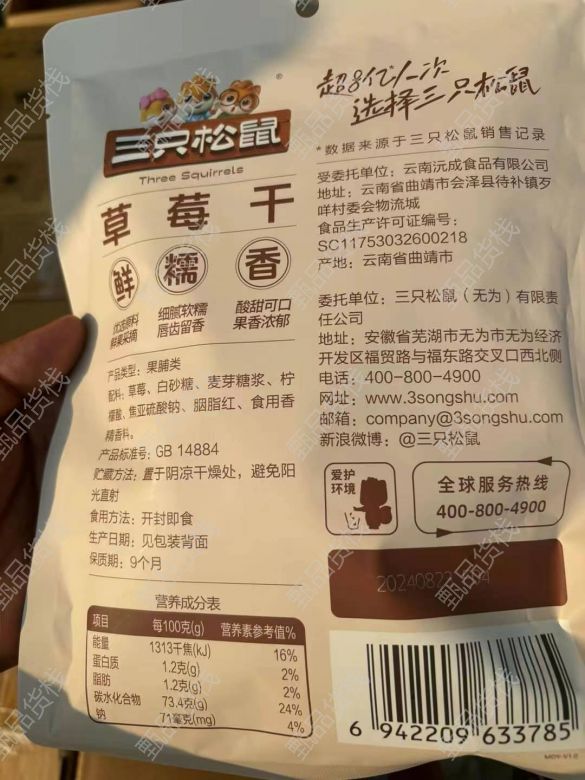 三只松鼠
Three Squirrels
草莓干
鲜 糯 香
优选原料
鲜果采摘
细腻软糯
唇齿留香
酸甜可口
果香浓郁
产品类型：果脯类
配料：草莓、白砂糖、麦芽糖浆、柠
檬酸、焦亚硫酸钠、胭脂红、食用香
精香料。
产品标准号：GB 14884
贮藏方法：置于阴凉干燥处，避免阳
光直射
食用方法：开封即食
生产日期：见包装背面
保质期：9个月
营养成分表
项目 每100克(g) 营养素参考值%
能量 1313千焦(kJ) 16%
蛋白质 1.2克(g) 2%
脂肪 1.2克(g) 2%
碳水化合物 73.4克(g) 24%
钠 71毫克(mg) 4%
超8亿人次
选择三只松鼠
*数据来源于三只松鼠销售记录
受委托单位：云南沅成食品有限公司
地址：云南省曲靖市会泽县待补镇歹
咩村委会物流城
食品生产许可证编号：
SC11753032600218
产地：云南省曲靖市
委托单位：三只松鼠（无为）有限责
任公司
地址：安徽省芜湖市无为市无为经济
开发区福贸路与福东路交叉口西北侧
电话：400-800-4900
网址：www.3songshu.com
邮箱：company@3songshu.com
新浪微博：@三只松鼠
爱护
环境
全球服务热线
400-800-4900
6 942209 633785
MDY-V1.0
甄品货栈